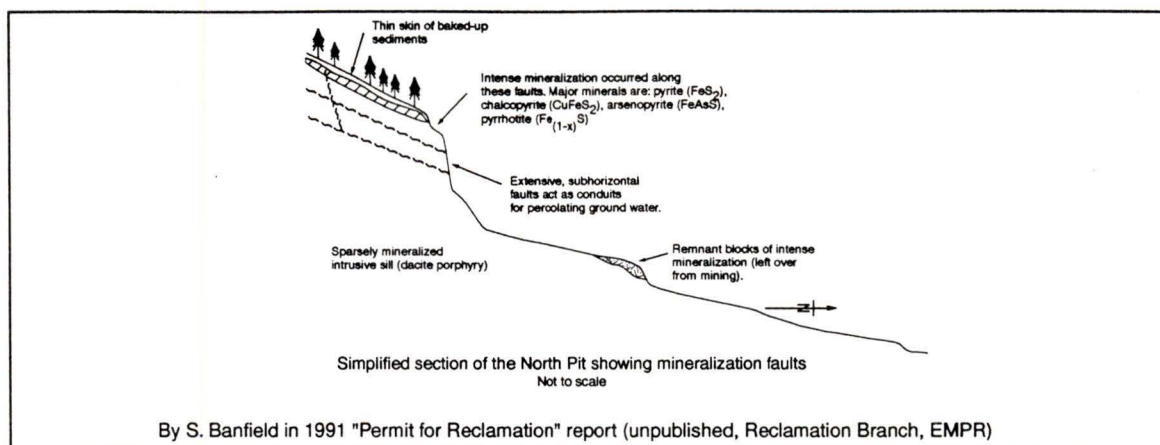 Thin skin of baked-up
sediments
Intense mineralization occurred along
these faults. Major minerals are: pyrite (FeS2),
chalcopyrite (CuFeS2), arsenopyrite (FeAsS),
pyrrhotite (Fe(1-x)S)
Extensive, subhorizontal
faults act as conduits
for percolating ground water.
Sparsely mineralized
intrusive sill (dacite porphyry)
Remnant blocks of intense
mineralization (left over
from mining).
N
Simplified section of the North Pit showing mineralization faults
Not to scale
By S. Banfield in 1991 "Permit for Reclamation" report (unpublished, Reclamation Branch, EMPR)